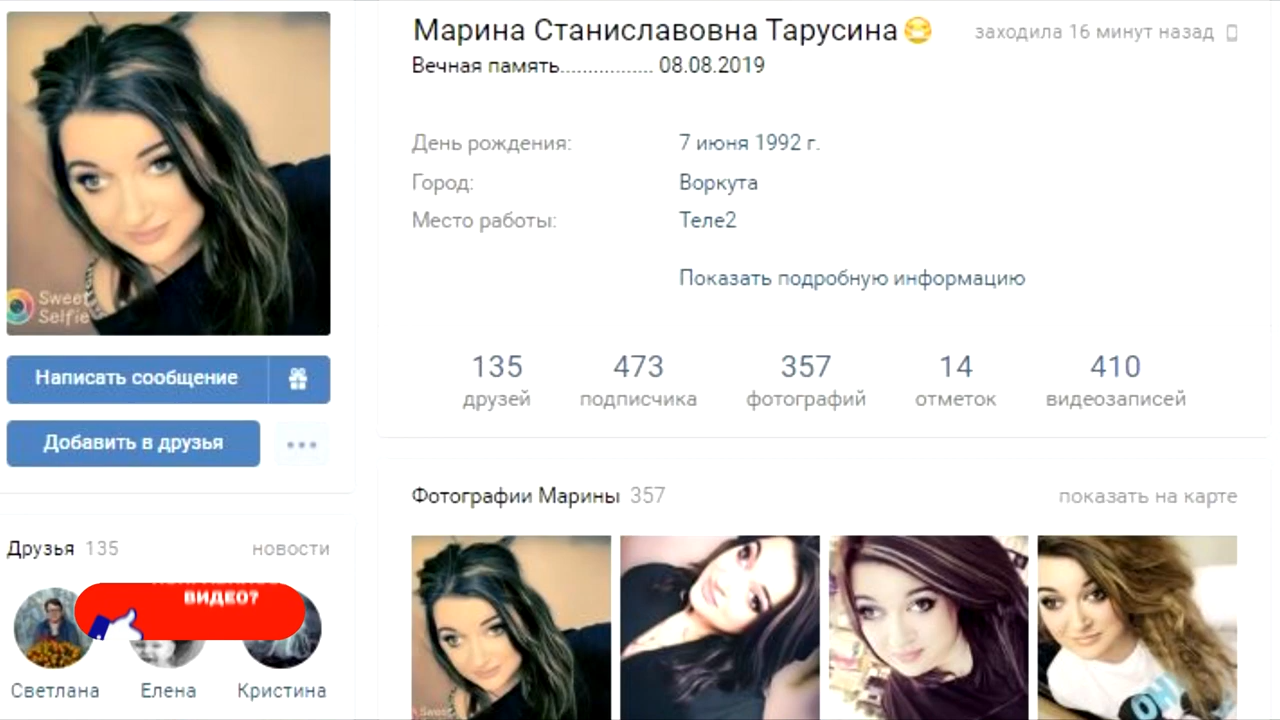 Марина Станиславовна Тарусина
заходила 16 минут назад
Вечная память................. 08.08.2019
День рождения: 7 июня 1992 г.
Город: Воркута
Место работы: Теле2
Показать подробную информацию
135 473 357 14 410
друзей подписчика фотографий отметок видеозаписей
Sweet
Selfie
Написать сообщение
Добавить в друзья
Фотографии Марины 357 показать на карте
Друзья 135 новости
ВИДЕО?
Светлана Елена Кристина
Sweet